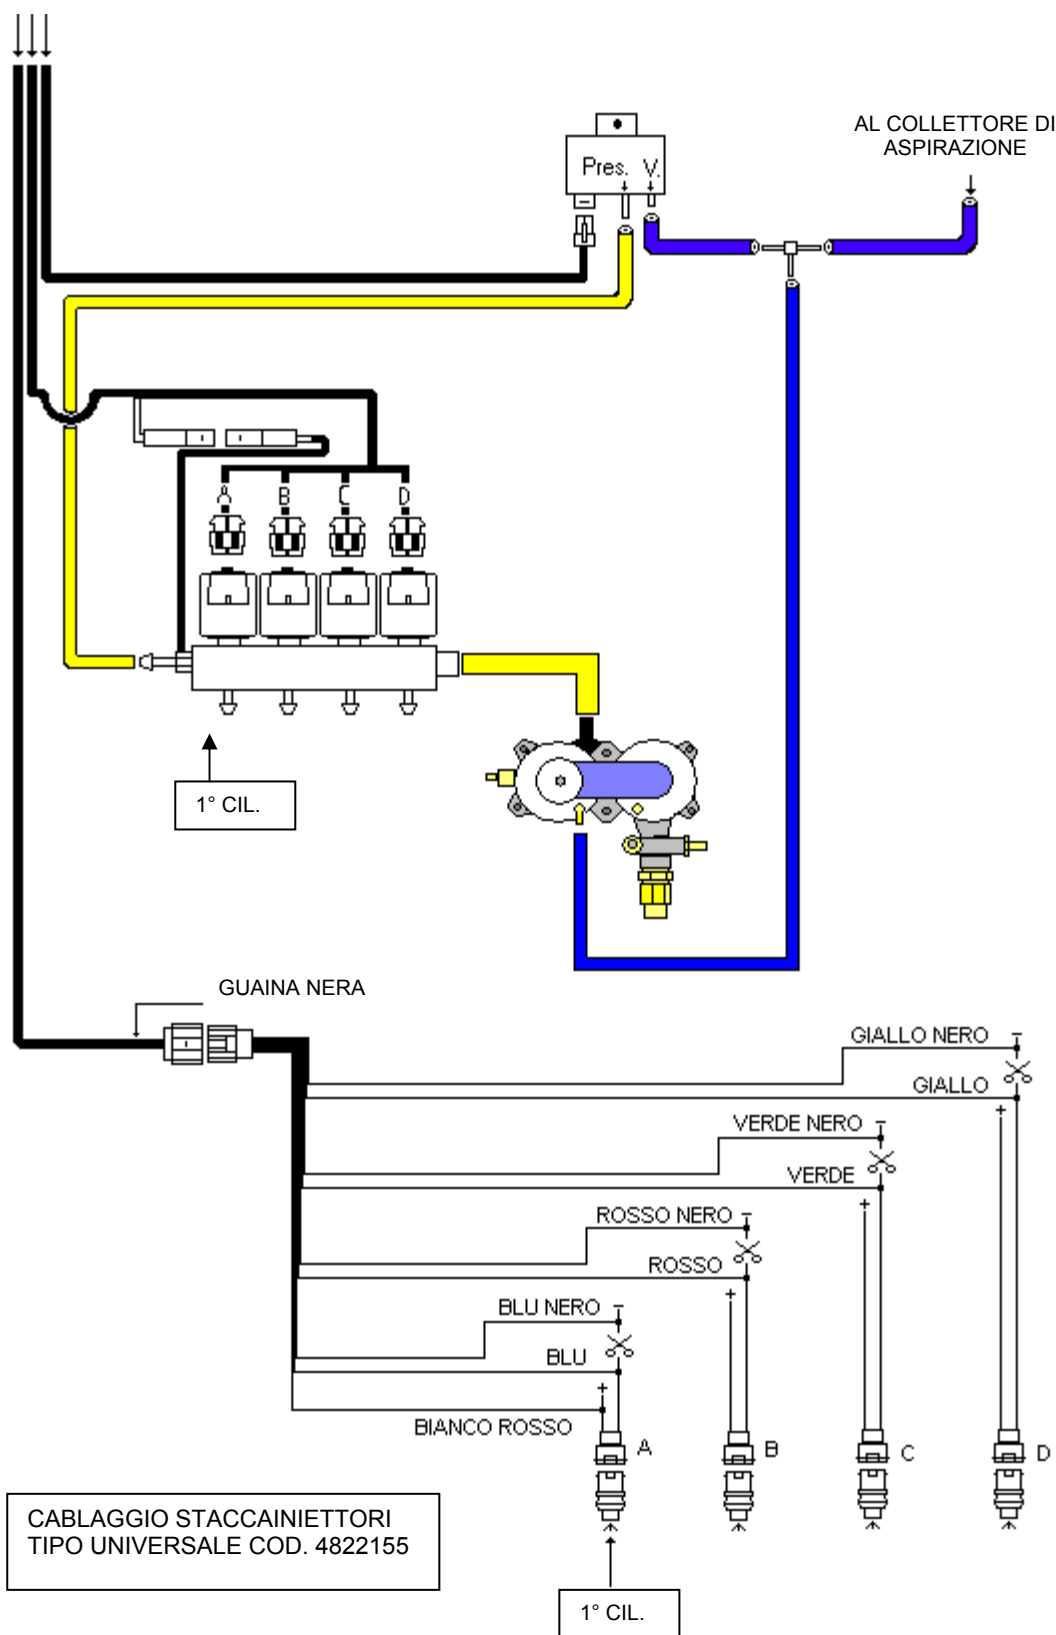 AL COLLETTORE DI
ASPIRAZIONE
Pres. V.
A B C D
1° CIL.
GUAINA NERA
GIALLO NERO -
GIALLO
+
VERDE NERO -
VERDE
+
ROSSO NERO -
ROSSO
+
BLU NERO -
BLU
+
BIANCO ROSSO
A B C D
CABLAGGIO STACCAINIETTORI
TIPO UNIVERSALE COD. 4822155
1° CIL.